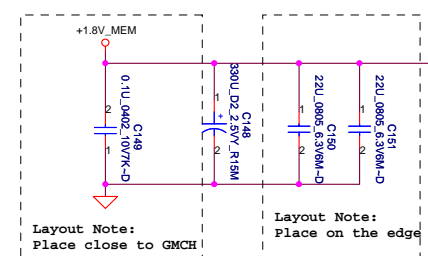 +1.8V_MEM
2
1
C149
0.1U_0402_10V7K~D
1
+
2
C148
330U_D2_2.5VY_R15M
1
2
C150
22U_0805_6.3V6M~D
1
2
C151
22U_0805_6.3V6M~D
Layout Note:
Place close to GMCH
Layout Note:
Place on the edge